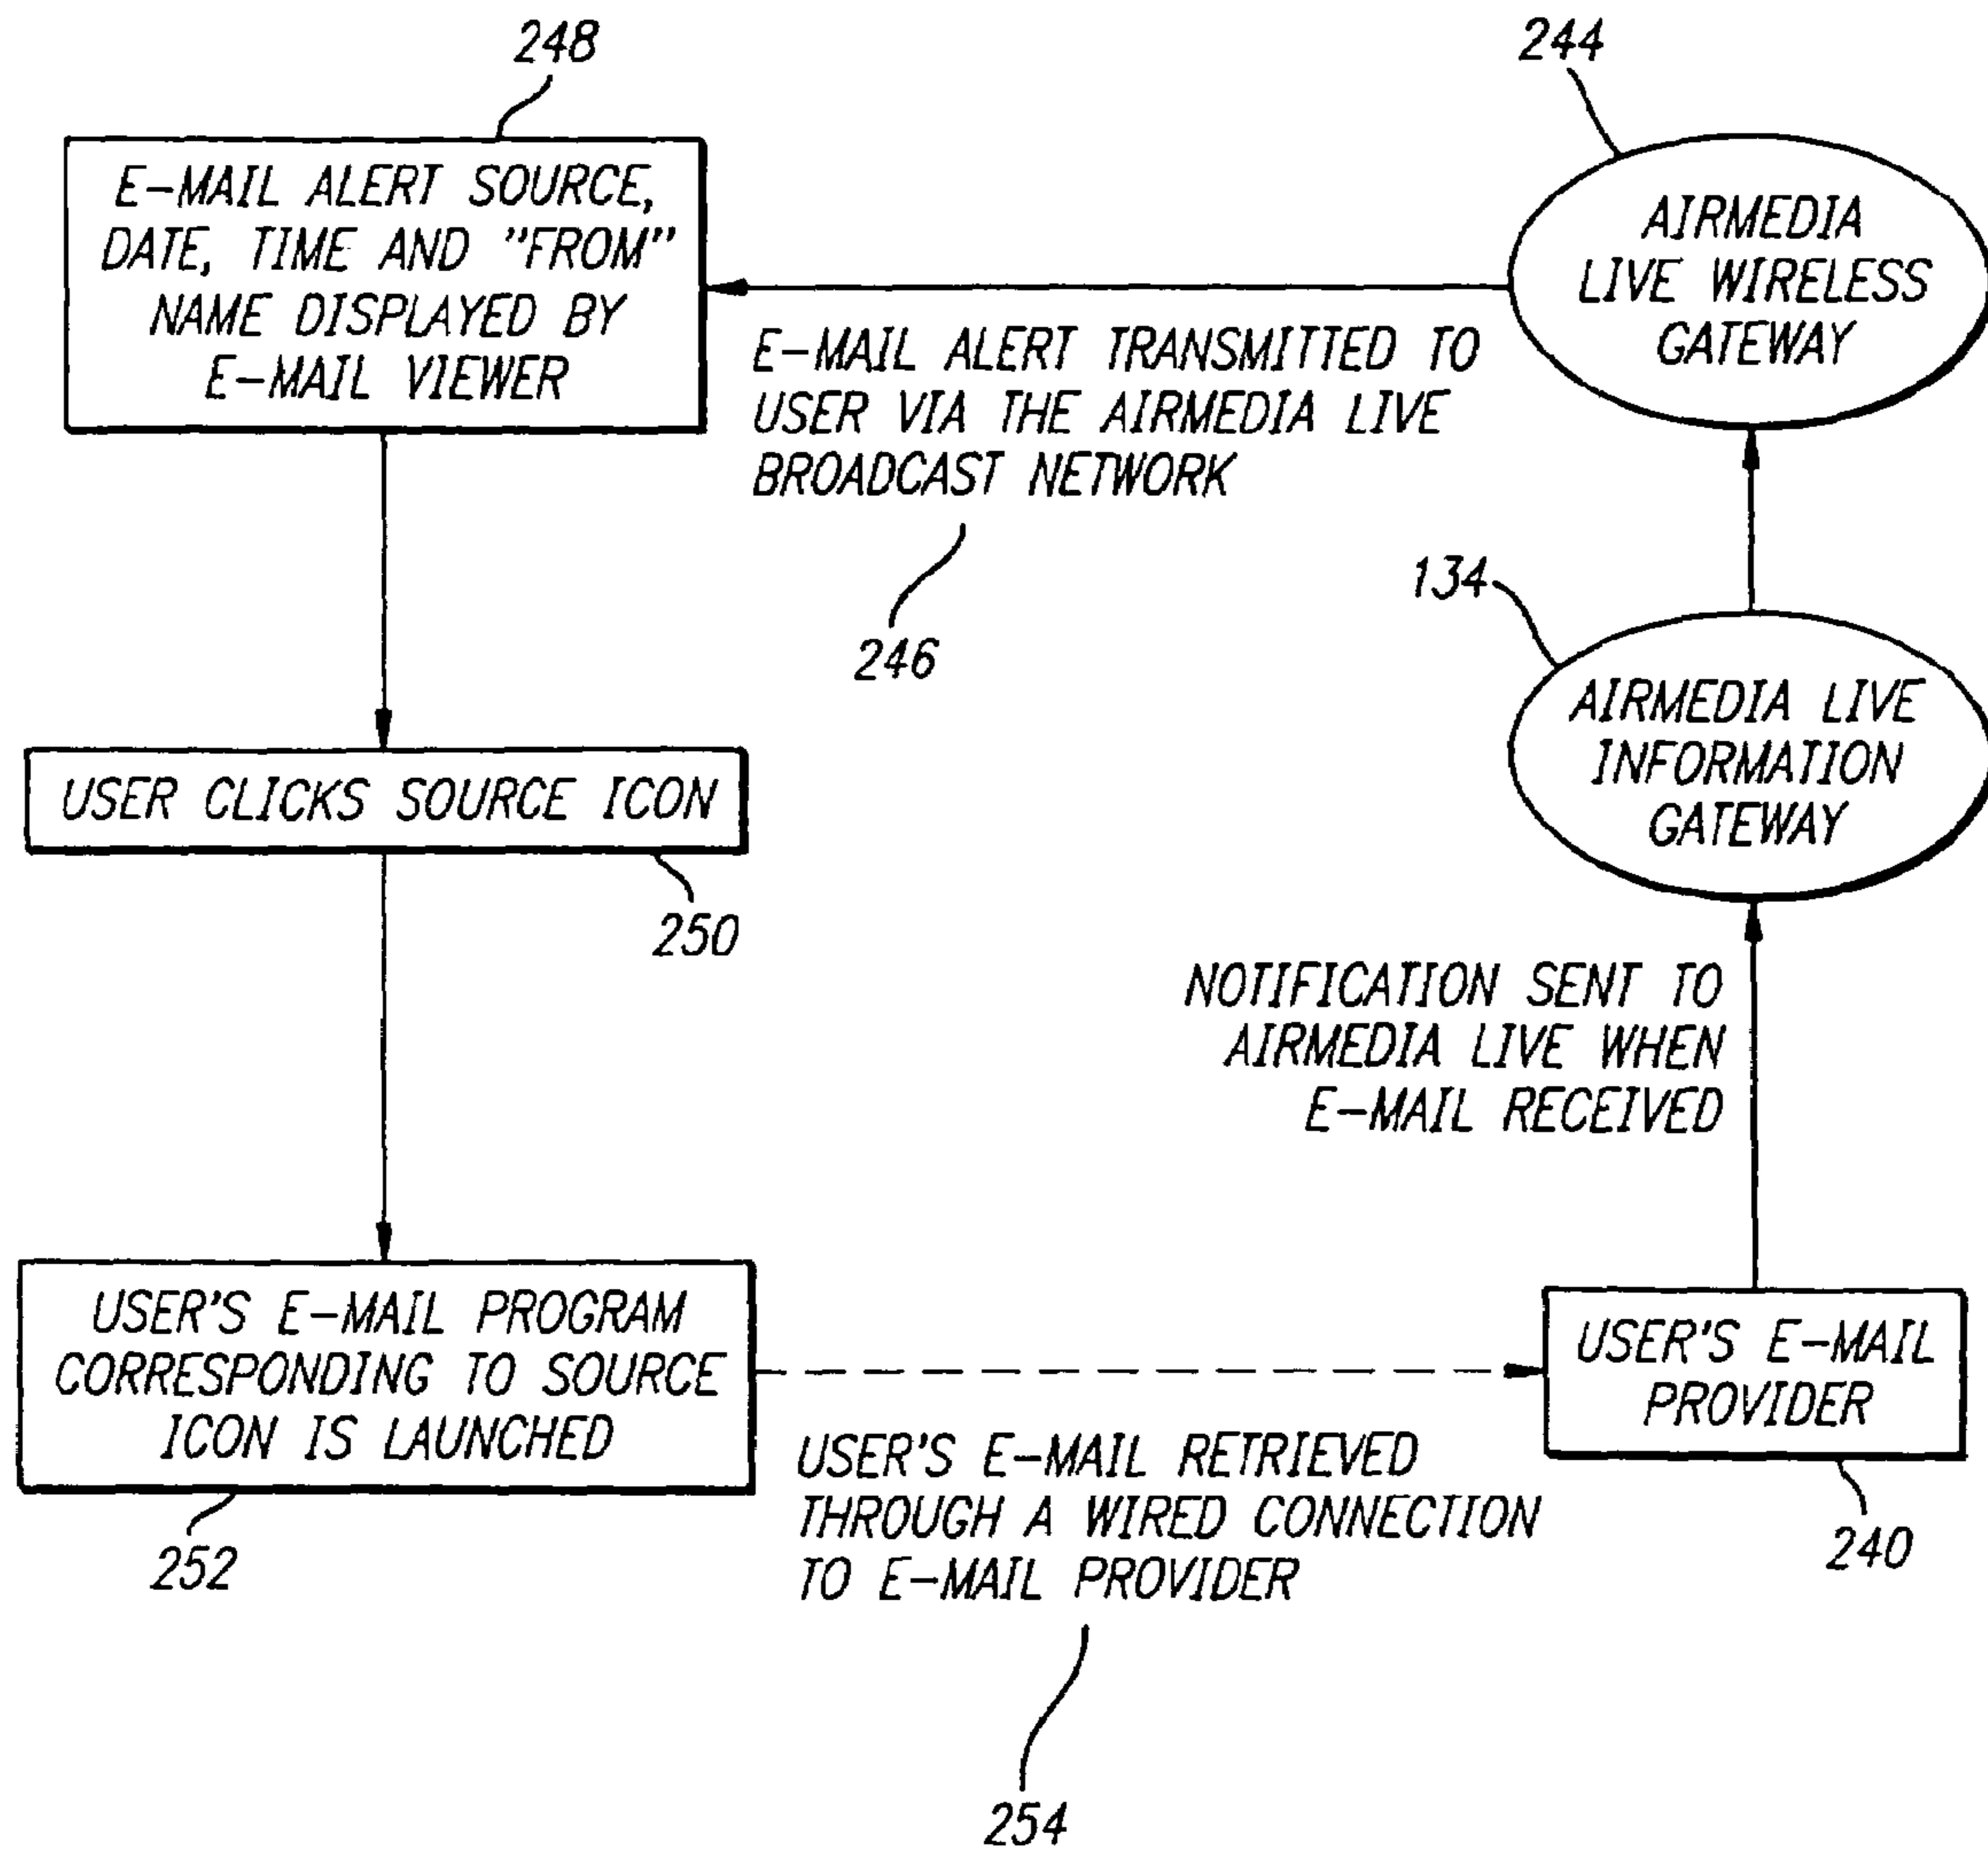 248
244
E-MAIL ALERT SOURCE,
DATE, TIME AND "FROM"
NAME DISPLAYED BY
E-MAIL VIEWER
AIRMEDIA
LIVE WIRELESS
GATEWAY
E-MAIL ALERT TRANSMITTED TO
USER VIA THE AIRMEDIA LIVE
BROADCAST NETWORK
246
134
AIRMEDIA LIVE
INFORMATION
GATEWAY
USER CLICKS SOURCE ICON
250
NOTIFICATION SENT TO
AIRMEDIA LIVE WHEN
E-MAIL RECEIVED
USER'S E-MAIL PROGRAM
CORRESPONDING TO SOURCE
ICON IS LAUNCHED
252
USER'S E-MAIL
PROVIDER
240
USER'S E-MAIL RETRIEVED
THROUGH A WIRED CONNECTION
TO E-MAIL PROVIDER
254